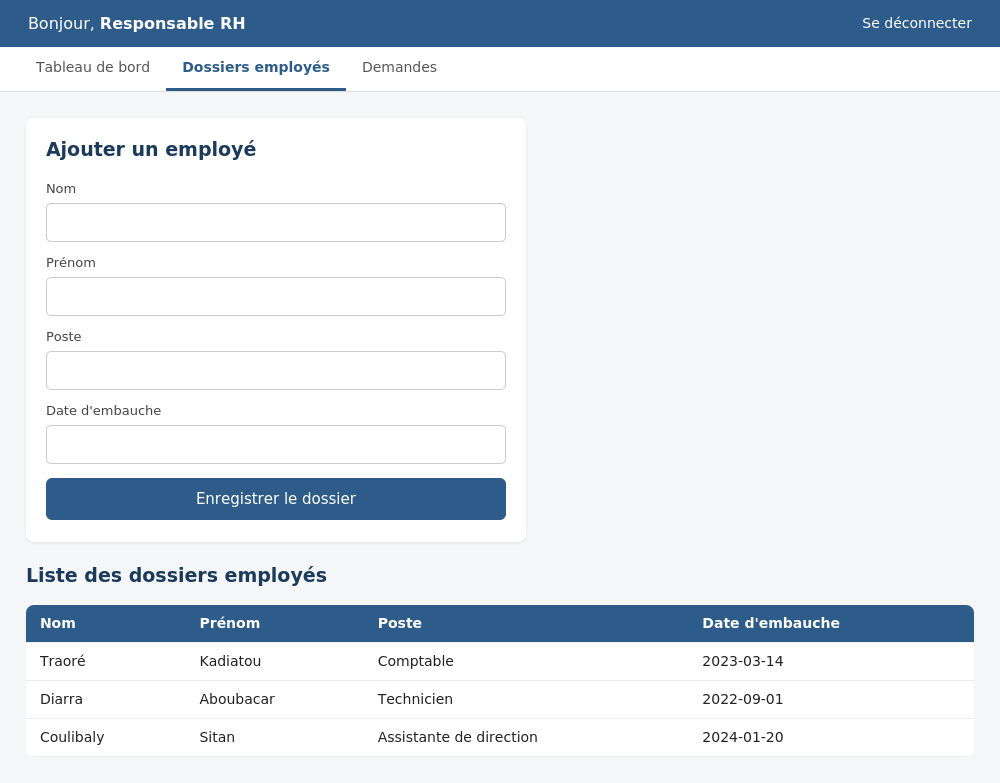 Bonjour, Responsable RH
Se déconnecter
Tableau de bord
Dossiers employés
Demandes
Ajouter un employé
Nom
Prénom
Poste
Date d'embauche
Enregistrer le dossier
Liste des dossiers employés
Nom Prénom Poste Date d'embauche
Traoré Kadiatou Comptable 2023-03-14
Diarra Aboubacar Technicien 2022-09-01
Coulibaly Sitan Assistante de direction 2024-01-20